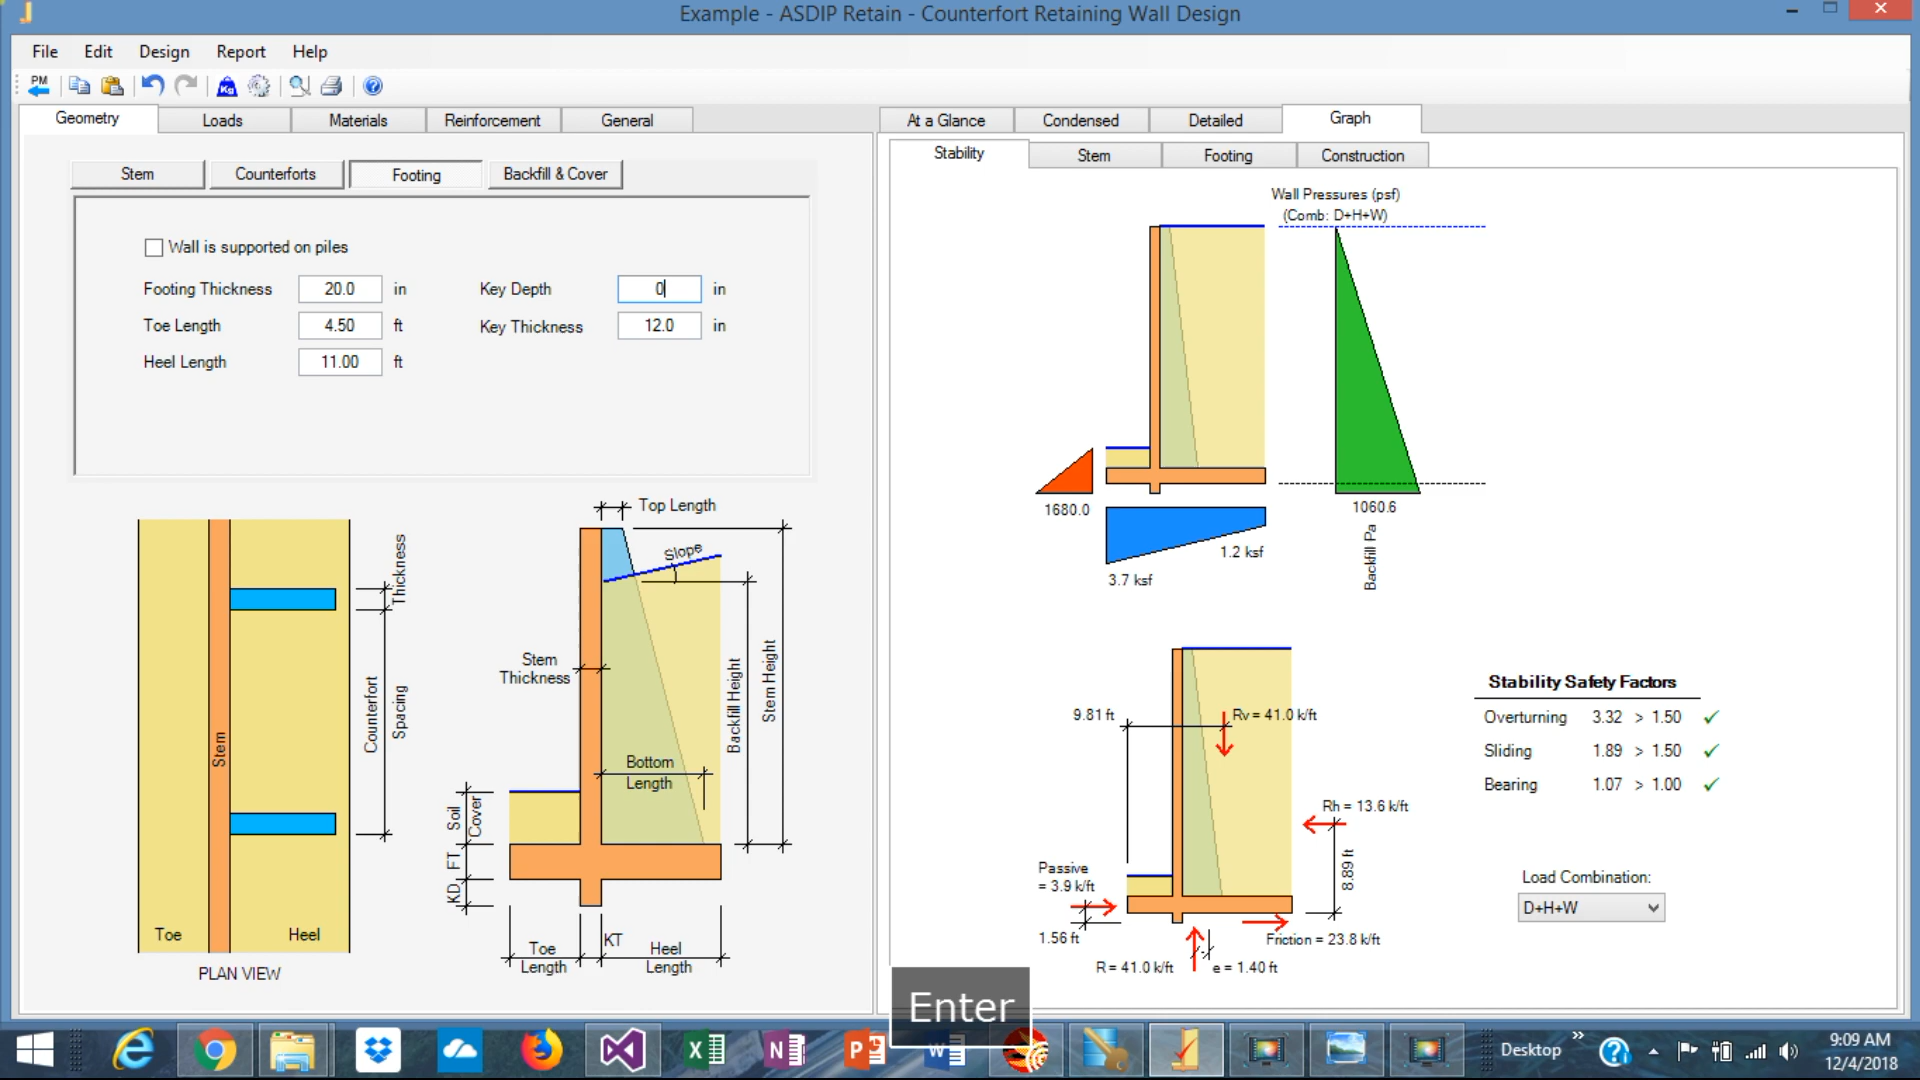 Example - ASDIP Retain - Counterfort Retaining Wall Design
File Edit Design Report Help
PM
Kg
Geometry Loads Materials Reinforcement General
At a Glance Condensed Detailed Graph
Stem Counterforts Footing Backfill & Cover
Stability Stem Footing Construction
Wall is supported on piles
Footing Thickness 20.0 in Key Depth 0 in
Toe Length 4.50 ft Key Thickness 12.0 in
Heel Length 11.00 ft
Wall Pressures (psf)
(Comb: D+H+W)
1680.0
1060.6
Backfill Pa
1.2 ksf
3.7 ksf
Stem
Thickness
Counterfort
Spacing
Toe Heel
PLAN VIEW
Top Length
Slope
Stem
Thickness
Backfill Height
Stem Height
Bottom
Length
Soil
Cover
FT
KD
KT
Toe
Length
Heel
Length
9.81 ft
Rv = 41.0 k/ft
Rh = 13.6 k/ft
8.89 ft
Passive
= 3.9 k/ft
1.56 ft
Friction = 23.8 k/ft
R = 41.0 k/ft
e = 1.40 ft
Stability Safety Factors
Overturning 3.32 > 1.50 ✓
Sliding 1.89 > 1.50 ✓
Bearing 1.07 > 1.00 ✓
Load Combination:
D+H+W
Enter
Desktop
9:09 AM
12/4/2018